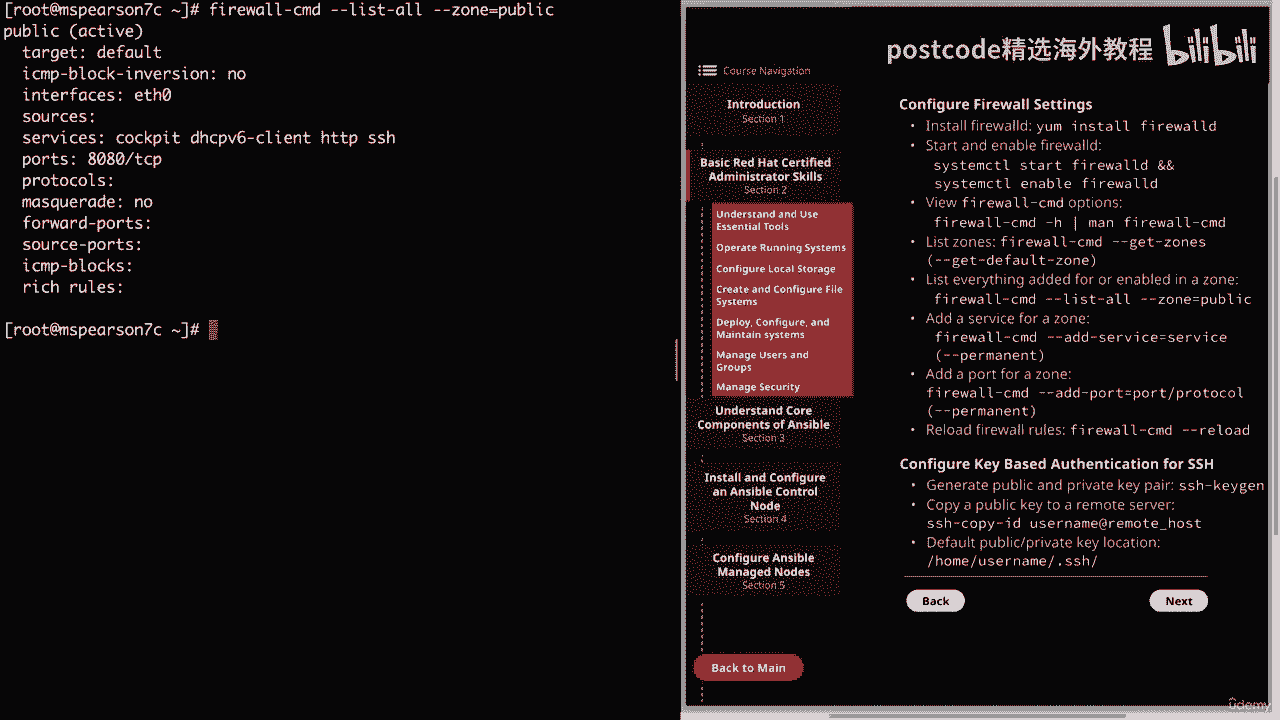 [root@mspearson7c ~]# firewall-cmd --list-all --zone=public
public (active)
target: default
icmp-block-inversion: no
interfaces: eth0
sources:
services: cockpit dhcpv6-client http ssh
ports: 8080/tcp
protocols:
masquerade: no
forward-ports:
source-ports:
icmp-blocks:
rich rules:
[root@mspearson7c ~]#
postcode精选海外教程 bilibili
Course Navigation
Introduction
Section 1
Basic Red Hat Certified
Administrator Skills
Section 2
Understand and Use
Essential Tools
Operate Running Systems
Configure Local Storage
Create and Configure File
Systems
Deploy, Configure, and
Maintain systems
Manage Users and
Groups
Manage Security
Understand Core
Components of Ansible
Section 3
Install and Configure
an Ansible Control
Node
Section 4
Configure Ansible
Managed Nodes
Section 5
Back to Main
Configure Firewall Settings
• Install firewalld: yum install firewalld
• Start and enable firewalld:
systemctl start firewalld &&
systemctl enable firewalld
• View firewall-cmd options:
firewall-cmd -h | man firewall-cmd
• List zones: firewall-cmd --get-zones
(--get-default-zone)
• List everything added for or enabled in a zone:
firewall-cmd --list-all --zone=public
• Add a service for a zone:
firewall-cmd --add-service=service
(--permanent)
• Add a port for a zone:
firewall-cmd --add-port=port/protocol
(--permanent)
• Reload firewall rules: firewall-cmd --reload
Configure Key Based Authentication for SSH
• Generate public and private key pair: ssh-keygen
• Copy a public key to a remote server:
ssh-copy-id username@remote_host
• Default public/private key location:
/home/username/.ssh/
Back
Next
ûdemy